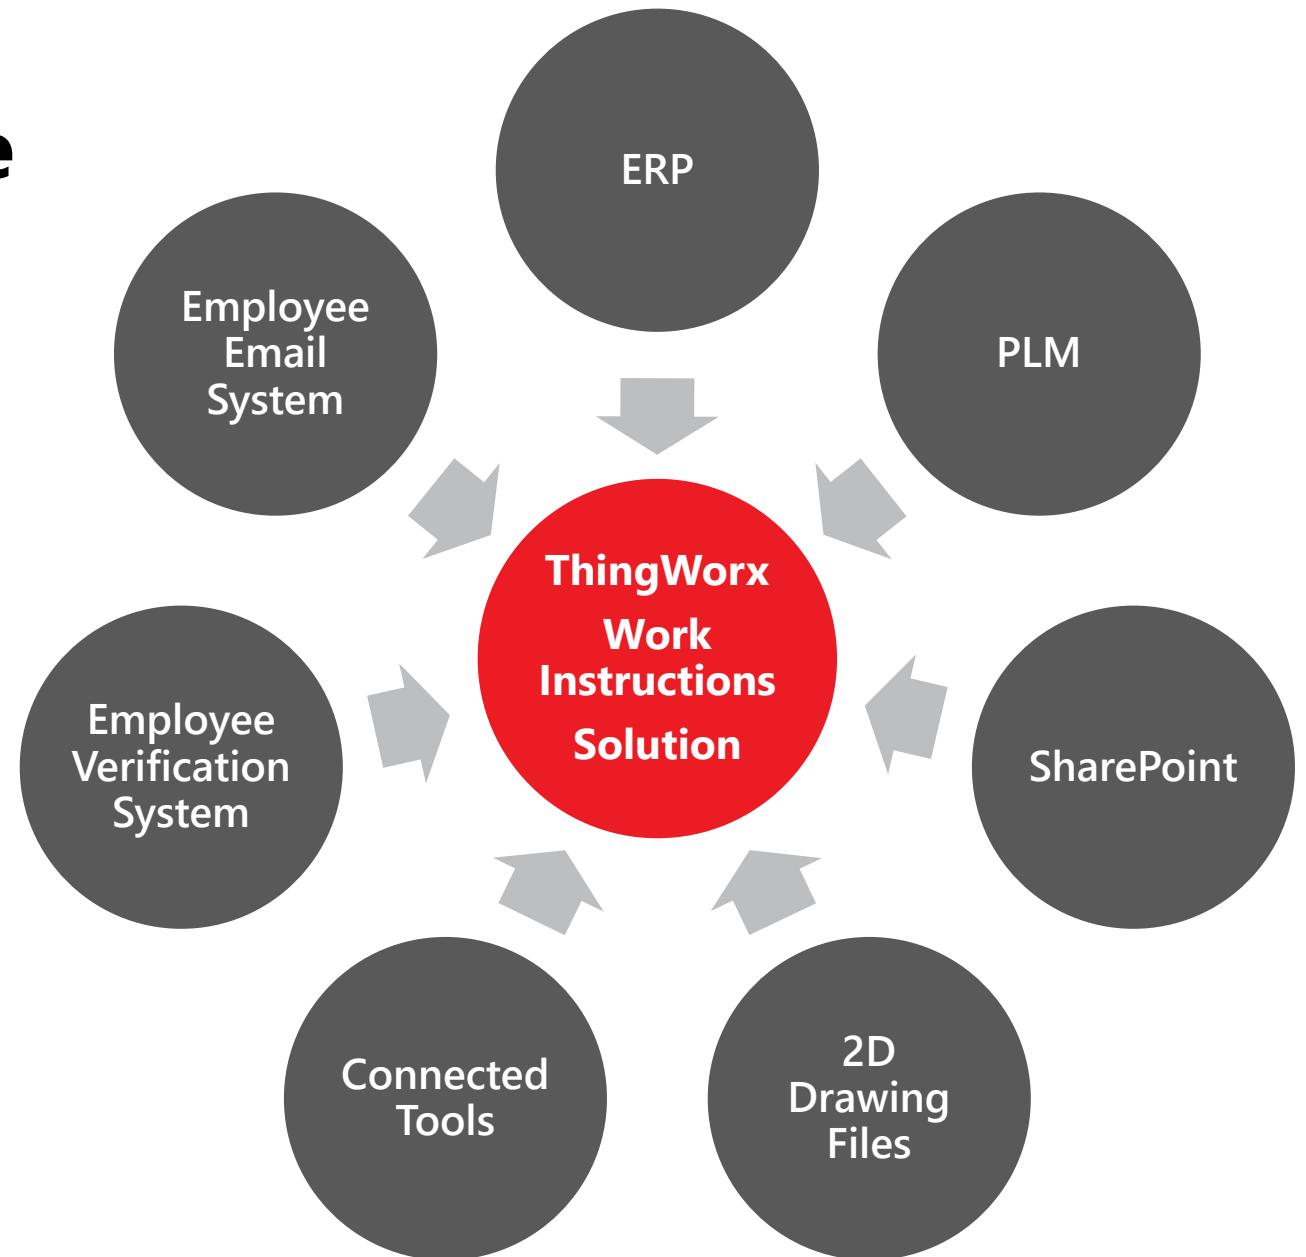 e
ERP
Employee
Email
System
PLM
ThingWorx
Work
Instructions
Solution
Employee
Verification
System
SharePoint
Connected
Tools
2D
Drawing
Files